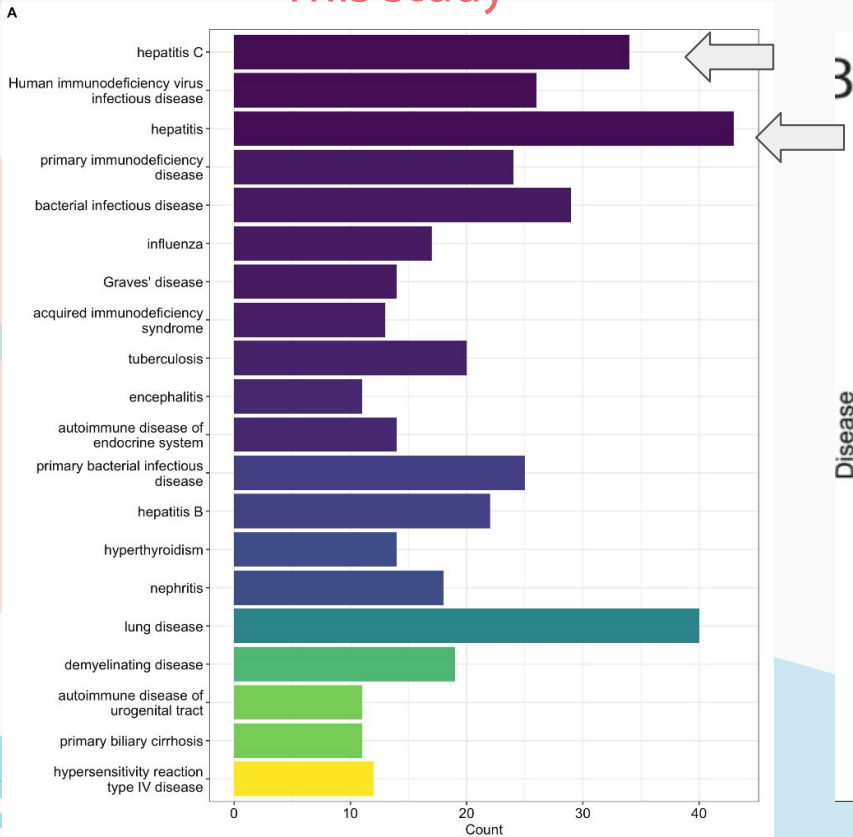 This study
A
hepatitis C
Human immunodeficiency virus
infectious disease
hepatitis
primary immunodeficiency
disease
bacterial infectious disease
influenza
Graves' disease
acquired immunodeficiency
syndrome
tuberculosis
encephalitis
autoimmune disease of
endocrine system
primary bacterial infectious
disease
hepatitis B
hyperthyroidism
nephritis
lung disease
demyelinating disease
autoimmune disease of
urogenital tract
primary biliary cirrhosis
hypersensitivity reaction
type IV disease
0 10 20 30 40
Count
B
Disease